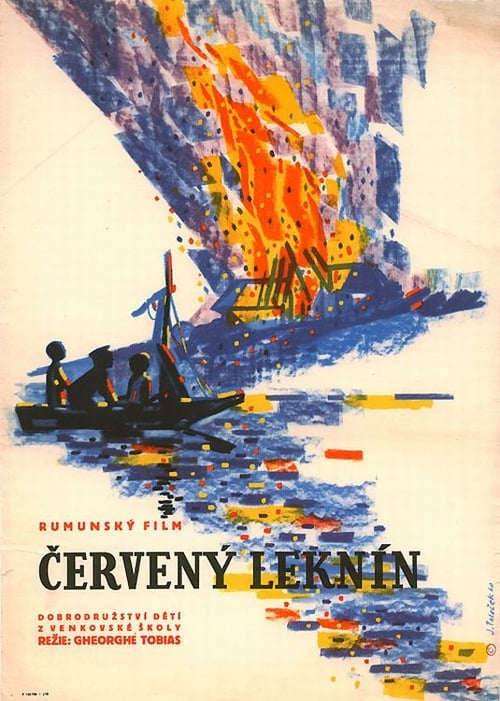 RUMUNSKÝ FILM
ČERVENÝ LEKNÍN
DOBRODRUŽSTVÍ DĚTÍ
Z VENKOVSKÉ ŠKOLY
REŽIE: GHEORGHE TOBIAS
©